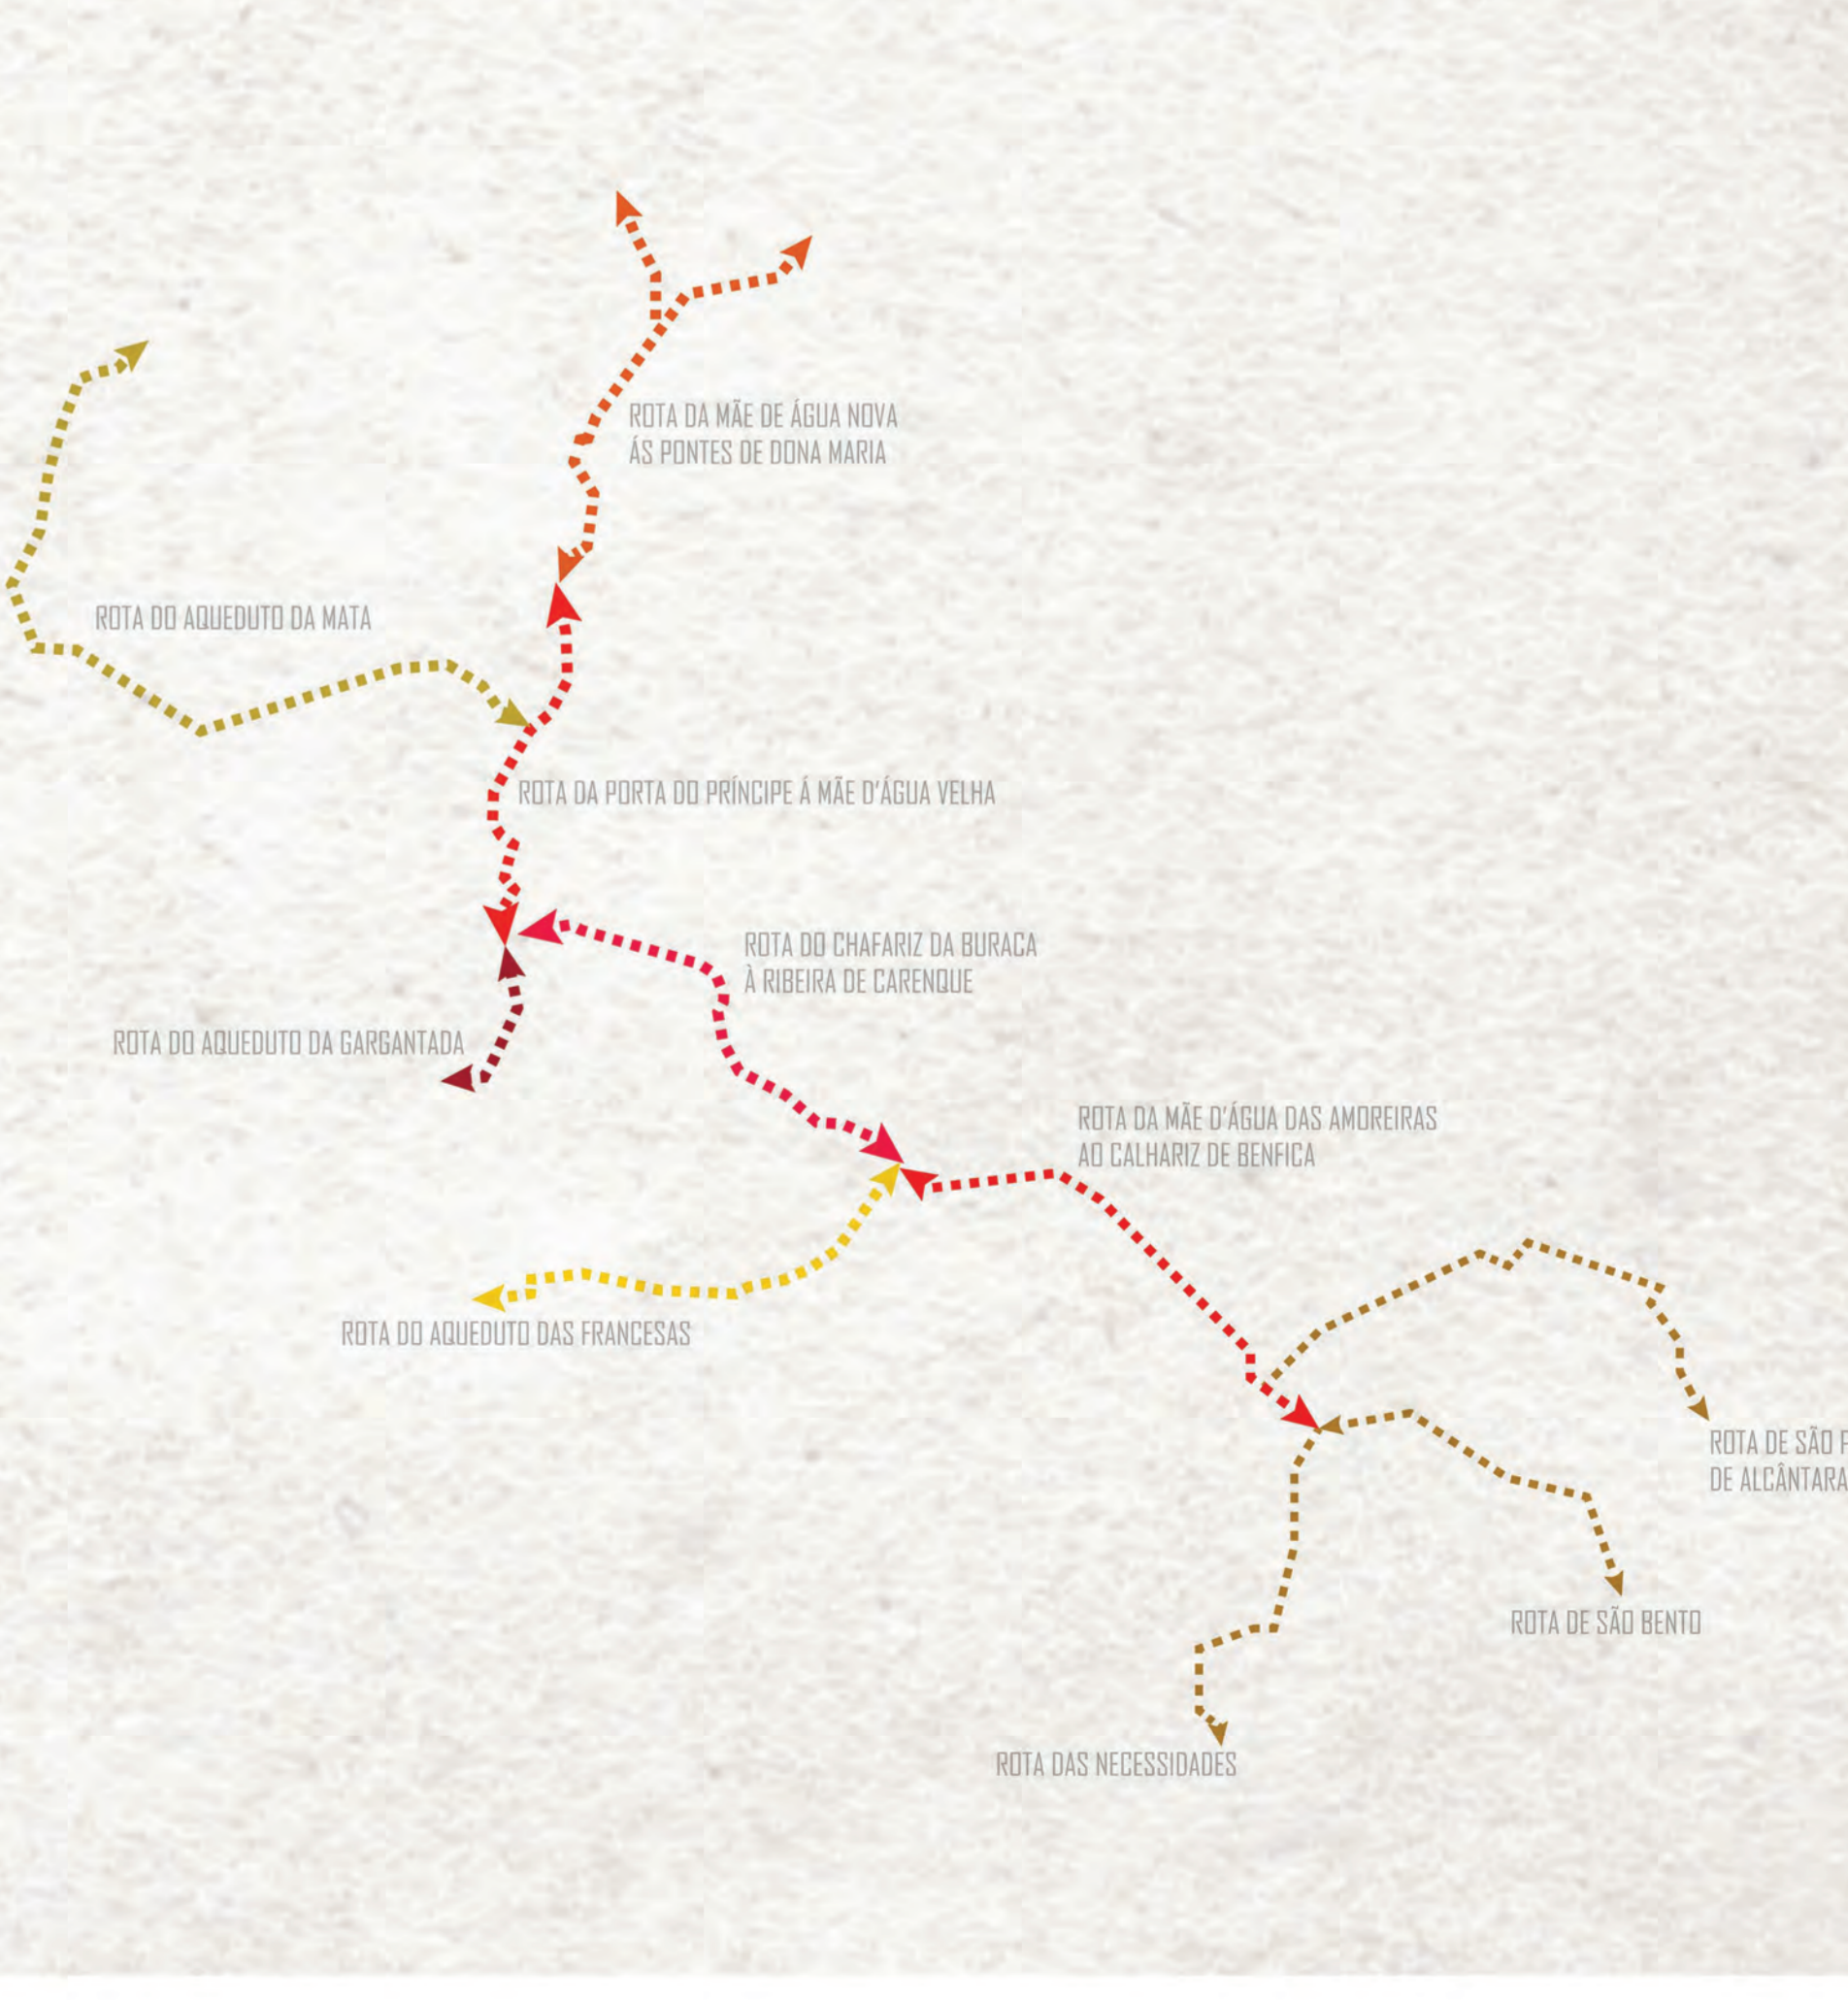 ROTA DA MÃE DE ÁGUA NOVA
ÁS PONTES DE DONA MARIA
ROTA DO AQUEDUTO DA MATA
ROTA DA PORTA DO PRÍNCIPE Á MÃE D'ÁGUA VELHA
ROTA DO CHAFARIZ DA BURACA
À RIBEIRA DE CARENQUE
ROTA DO AQUEDUTO DA GARGANTADA
ROTA DA MÃE D'ÁGUA DAS AMOREIRAS
AO CALHARIZ DE BENFICA
ROTA DO AQUEDUTO DAS FRANCESAS
ROTA DE SÃO
DE ALCÂNTARA
ROTA DE SÃO BENTO
ROTA DAS NECESSIDADES